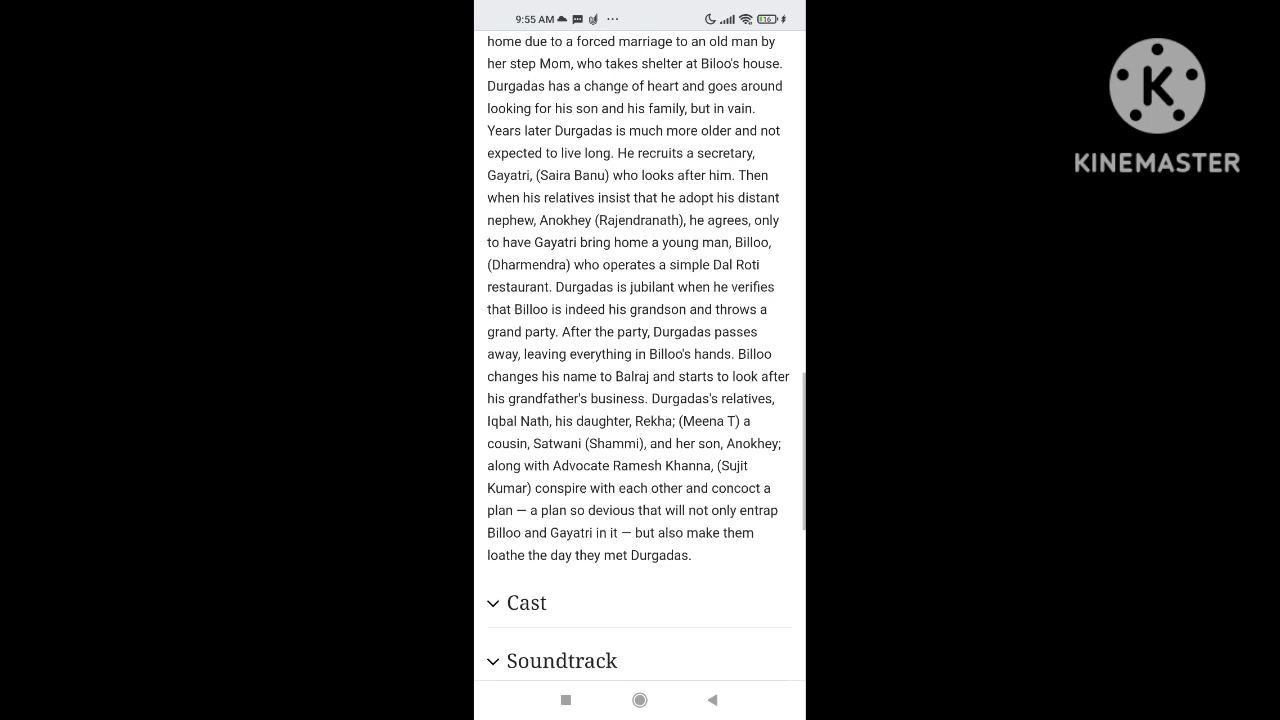 9:55 AM
16
home due to a forced marriage to an old man by
her step Mom, who takes shelter at Biloo's house.
Durgadas has a change of heart and goes around
looking for his son and his family, but in vain.
Years later Durgadas is much more older and not
expected to live long. He recruits a secretary,
Gayatri, (Saira Banu) who looks after him. Then
when his relatives insist that he adopt his distant
nephew, Anokhey (Rajendranath), he agrees, only
to have Gayatri bring home a young man, Billoo,
(Dharmendra) who operates a simple Dal Roti
restaurant. Durgadas is jubilant when he verifies
that Billoo is indeed his grandson and throws a
grand party. After the party, Durgadas passes
away, leaving everything in Billoo's hands. Billoo
changes his name to Balraj and starts to look after
his grandfather's business. Durgadas's relatives,
Iqbal Nath, his daughter, Rekha; (Meena T) a
cousin, Satwani (Shammi), and her son, Anokhey;
along with Advocate Ramesh Khanna, (Sujit
Kumar) conspire with each other and concoct a
plan — a plan so devious that will not only entrap
Billoo and Gayatri in it — but also make them
loathe the day they met Durgadas.
Cast
Soundtrack
K
KINEMASTER